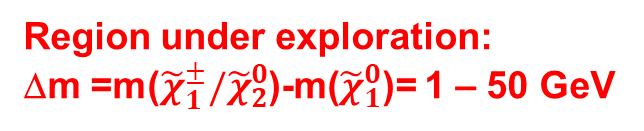 Region under exploration:
Δm =m(χ̃₁±/χ̃₂⁰)-m(χ̃₁⁰)= 1 – 50 GeV